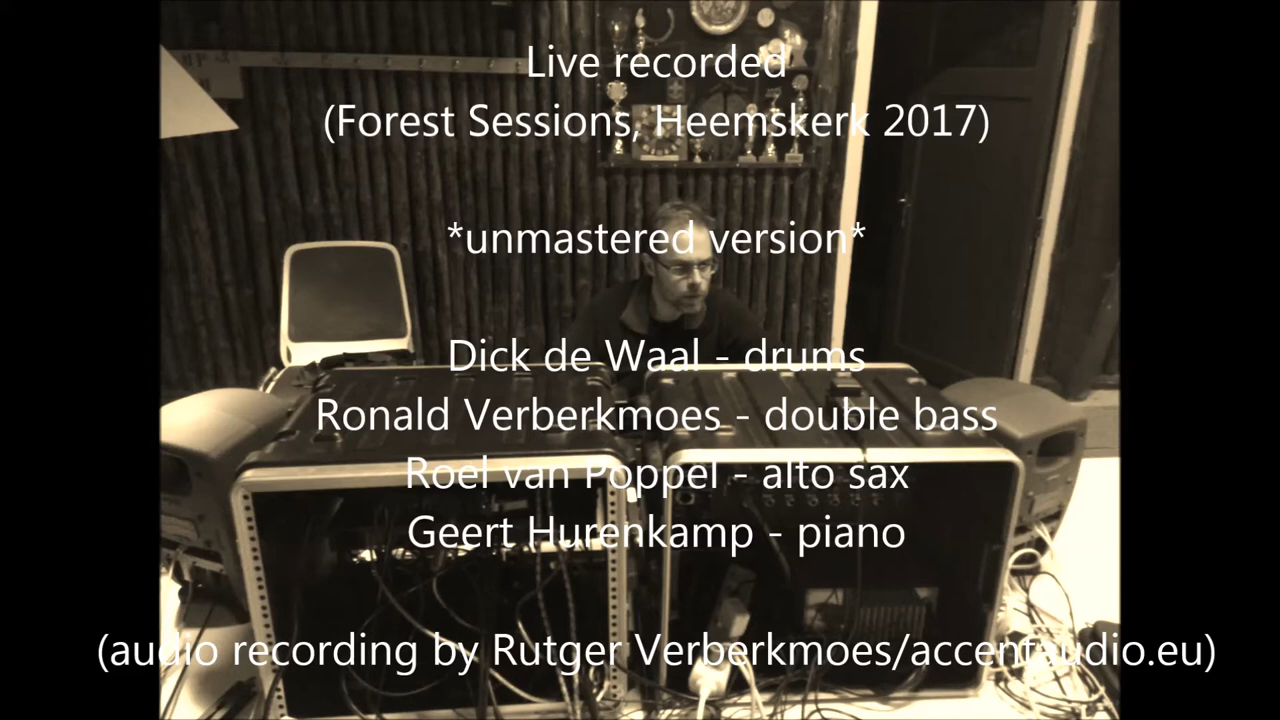 Live recorded
(Forest Sessions, Heemskerk 2017)
*unmastered version*
Dick de Waal - drums
Ronald Verberkmoes - double bass
Roel van Poppel - alto sax
Geert Hurenkamp - piano
(audio recording by Rutger Verberkmoes/accentaudio.eu)